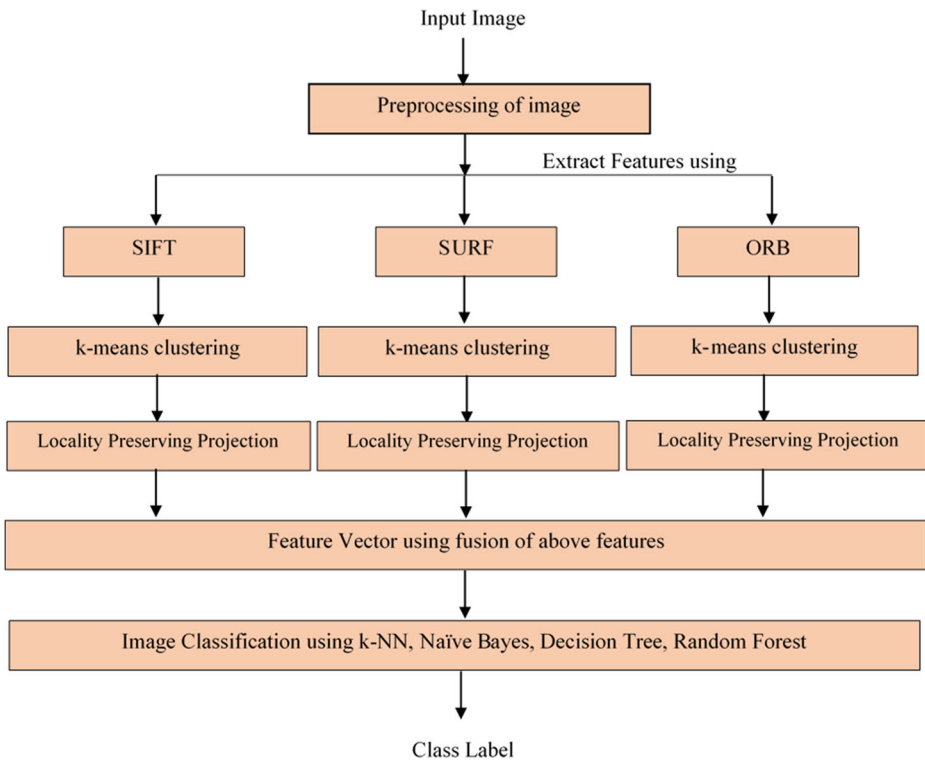 Input Image
Preprocessing of image
Extract Features using
SIFT
SURF
ORB
k-means clustering
k-means clustering
k-means clustering
Locality Preserving Projection
Locality Preserving Projection
Locality Preserving Projection
Feature Vector using fusion of above features
Image Classification using k-NN, Naïve Bayes, Decision Tree, Random Forest
Class Label